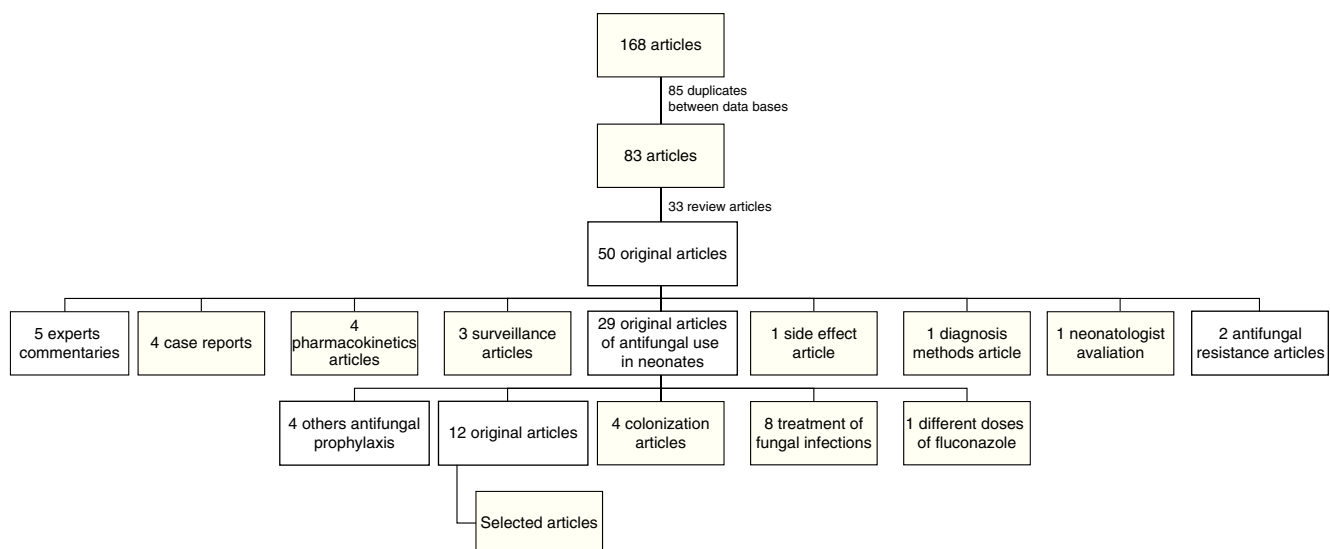 168 articles
85 duplicates
between data bases
83 articles
33 review articles
50 original articles
5 experts
commentaries
4 case reports
4
pharmacokinetics
articles
3 surveillance
articles
29 original articles
of antifungal use
in neonates
1 side effect
article
1 diagnosis
methods article
1 neonatologist
avaliation
2 antifungal
resistance articles
4 others antifungal
prophylaxis
12 original articles
4 colonization
articles
8 treatment of
fungal infections
1 different doses
of fluconazole
Selected articles